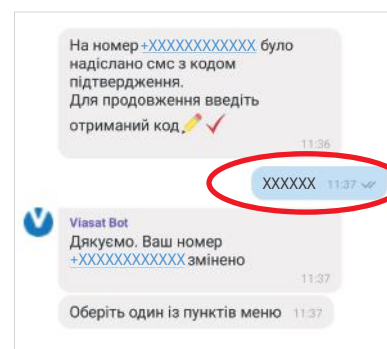 На номер +XXXXXXXXXXXX було
надіслано смс з кодом
підтвердження.
Для продовження введіть
отриманий код
11:36
XXXXXX 11:37
Viasat Bot
Дякуємо. Ваш номер
+XXXXXXXXXXXX змінено
11:37
Оберіть один із пунктів меню 11:37